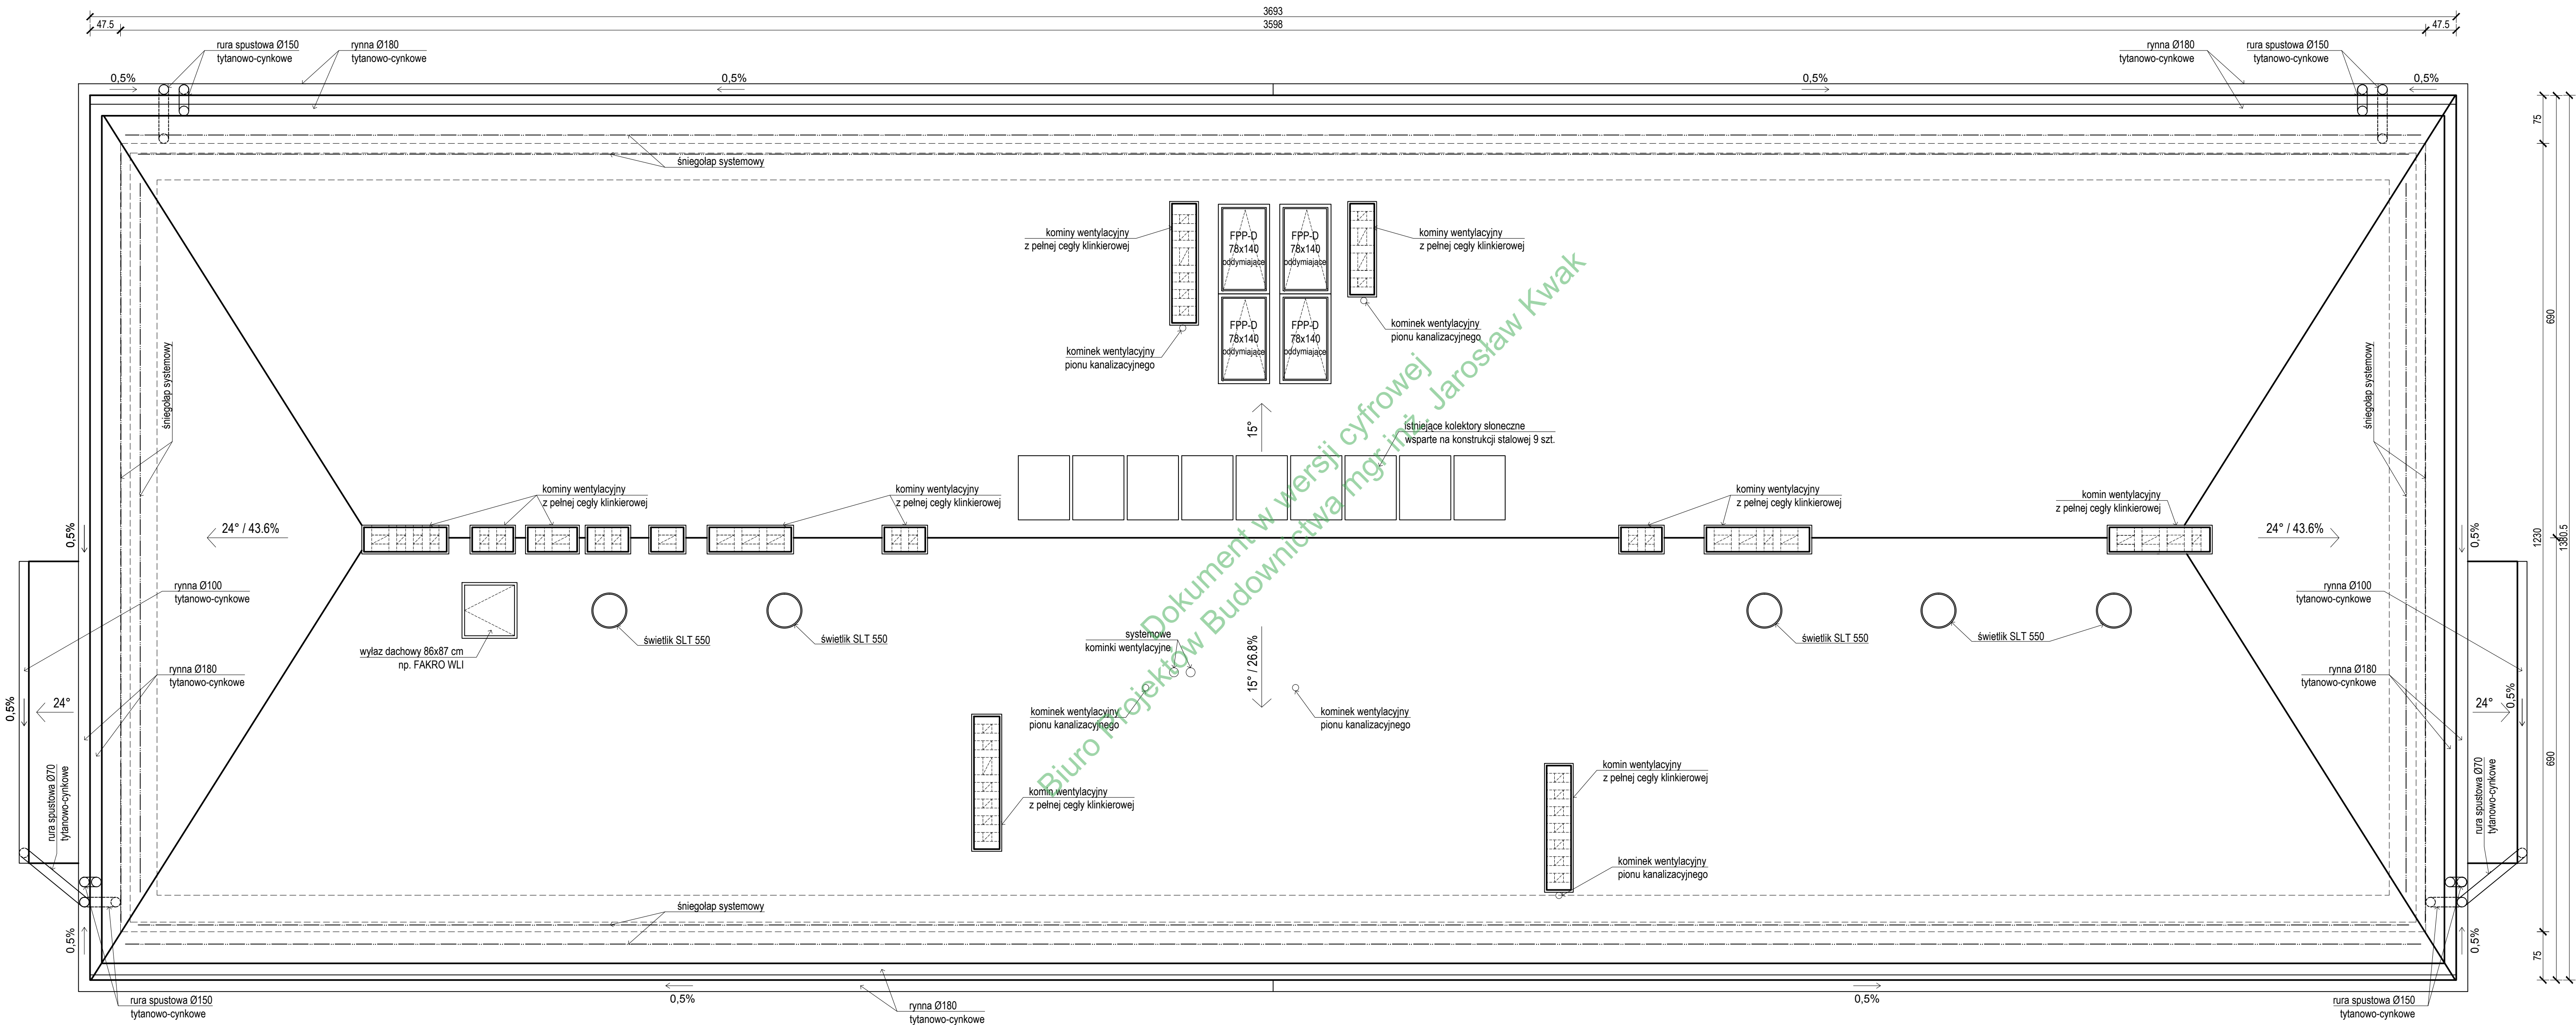 3693
47.5
3598
47.5
rura spustowa Ø150
tytanowo-cynkowe
rynna Ø180
tytanowo-cynkowe
rynna Ø180
tytanowo-cynkowe
rura spustowa Ø150
tytanowo-cynkowe
0,5%
0,5%
0,5%
0,5%
75
śniegołap systemowy
kominy wentylacyjny
z pełnej cegły klinkierowej
FPP-D
78x140
oddymiające
FPP-D
78x140
oddymiające
kominy wentylacyjny
z pełnej cegły klinkierowej
690
FPP-D
78x140
oddymiające
FPP-D
78x140
oddymiające
kominek wentylacyjny
pionu kanalizacyjnego
kominek wentylacyjny
pionu kanalizacyjnego
śniegołap systemowy
śniegołap systemowy
15°
istniejące kolektory słoneczne
wsparte na konstrukcji stalowej 9 szt.
kominy wentylacyjny
z pełnej cegły klinkierowej
kominy wentylacyjny
z pełnej cegły klinkierowej
kominy wentylacyjny
z pełnej cegły klinkierowej
komin wentylacyjny
z pełnej cegły klinkierowej
0,5%
24° / 43.6%
24° / 43.6%
0,5%
1230
1380.5
rynna Ø100
tytanowo-cynkowe
rynna Ø100
tytanowo-cynkowe
świetlik SLT 550
świetlik SLT 550
świetlik SLT 550
świetlik SLT 550
wyłaz dachowy 86x87 cm
np. FAKRO WLI
systemowe
kominki wentylacyjne
15° / 26.8%
rynna Ø180
tytanowo-cynkowe
rynna Ø180
tytanowo-cynkowe
0,5%
24°
24°
0,5%
kominek wentylacyjny
pionu kanalizacyjnego
kominek wentylacyjny
pionu kanalizacyjnego
690
rura spustowa Ø70
tytanowo-cynkowe
rura spustowa Ø70
tytanowo-cynkowe
komin wentylacyjny
z pełnej cegły klinkierowej
komin wentylacyjny
z pełnej cegły klinkierowej
kominek wentylacyjny
pionu kanalizacyjnego
śniegołap systemowy
0,5%
0,5%
75
rura spustowa Ø150
tytanowo-cynkowe
0,5%
rynna Ø180
tytanowo-cynkowe
0,5%
rura spustowa Ø150
tytanowo-cynkowe
Dokument w wersji cyfrowej
Biuro Projektów Budownictwa mgr inż. Jarosław Kwak